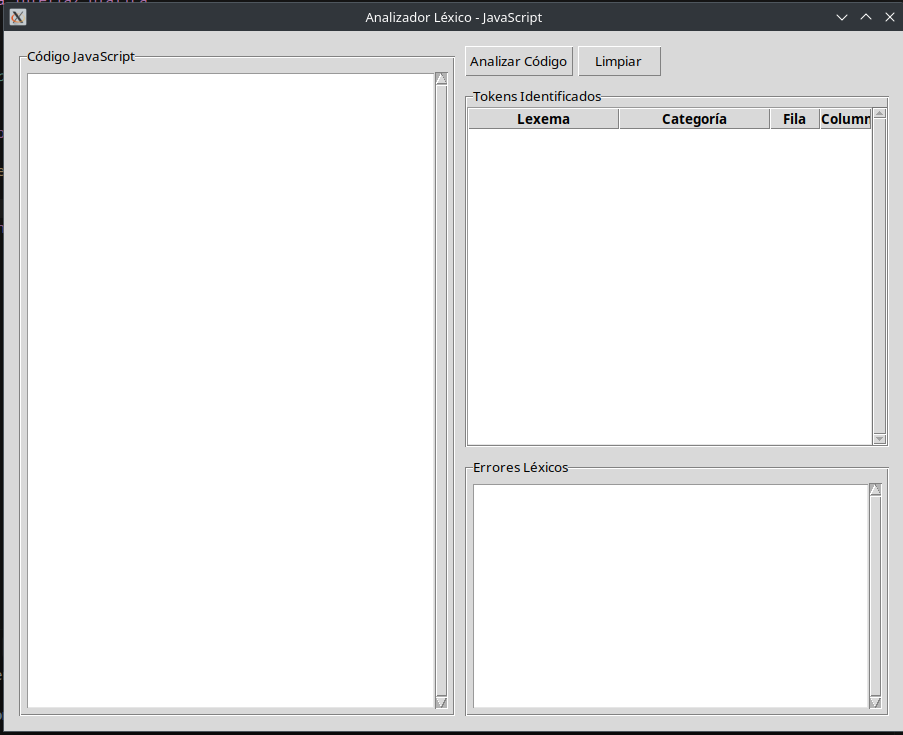 Analizador Léxico - JavaScript
Código JavaScript
Analizar Código
Limpiar
Tokens Identificados
Lexema Categoría Fila Column
Errores Léxicos